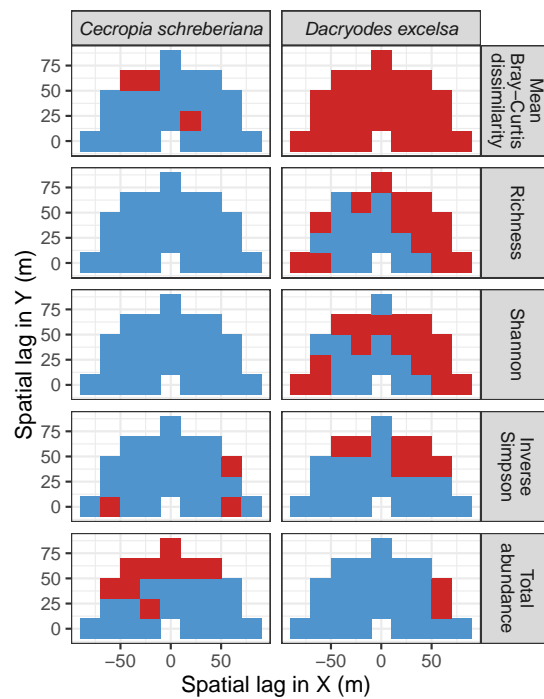 Cecropia schreberiana
Dacryodes excelsa
75
50
25
0
Mean
Bray−Curtis
dissimilarity
75
50
25
0
Richness
75
50
25
0
Shannon
75
50
25
0
Inverse
Simpson
75
50
25
0
Total
abundance
−50 0 50
−50 0 50
Spatial lag in X (m)
Spatial lag in Y (m)